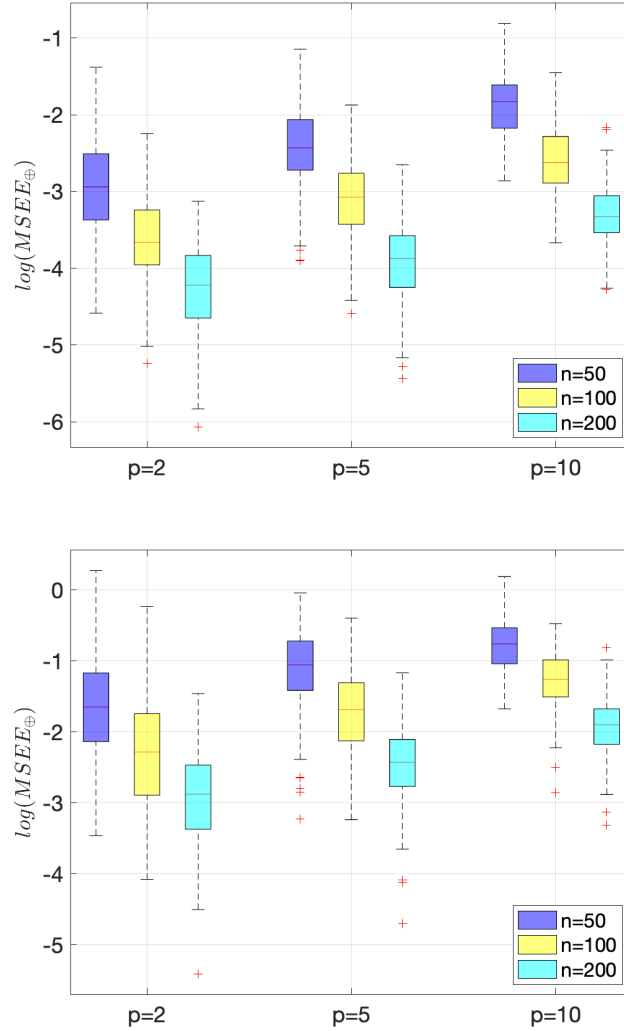 -1
-2
-3
-4
-5
-6
log(MSEE⊕)
n=50
n=100
n=200
p=2 p=5 p=10
0
-1
-2
-3
-4
-5
log(MSEE⊕)
n=50
n=100
n=200
p=2 p=5 p=10